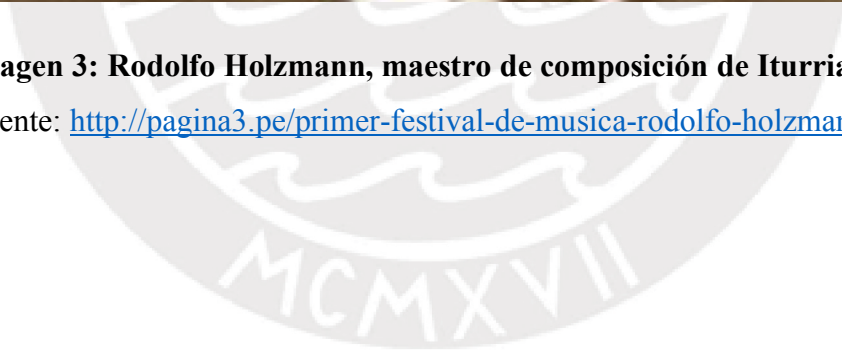 agen 3: Rodolfo Holzmann, maestro de composición de Iturria
ente: http://pagina3.pe/primer-festival-de-musica-rodolfo-holzmar
MCMXVII